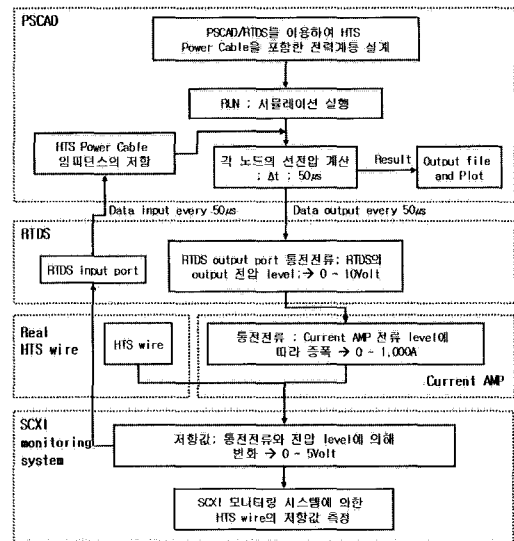 PSCAD
PSCAD/RTDS를 이용하여 HTS
Power Cable을 포함한 전력계통 설계
RUN ; 시뮬레이션 실행
HTS Power Cable
임피던스의 저항
각 노드의 선전압 계산
; Δt ; 50µs
Result
Output file
and Plot
Data input every 50µs
Data output every 50µs
RTDS
RTDS input port
RTDS output port 통전전류; RTDS의
output 전압 level;→ 0 ~ 10Volt
Real
HTS wire
HTS wire
통전전류 ; Current AMP 전류 level에
따라 증폭 → 0 ~ 1,000A
Current AMP
SCXI
monitoring
system
저항값; 통전전류와 전압 level에 의해
변화 → 0 ~ 5Volt
SCXI 모니터링 시스템에 의한
HTS wire의 저항값 측정